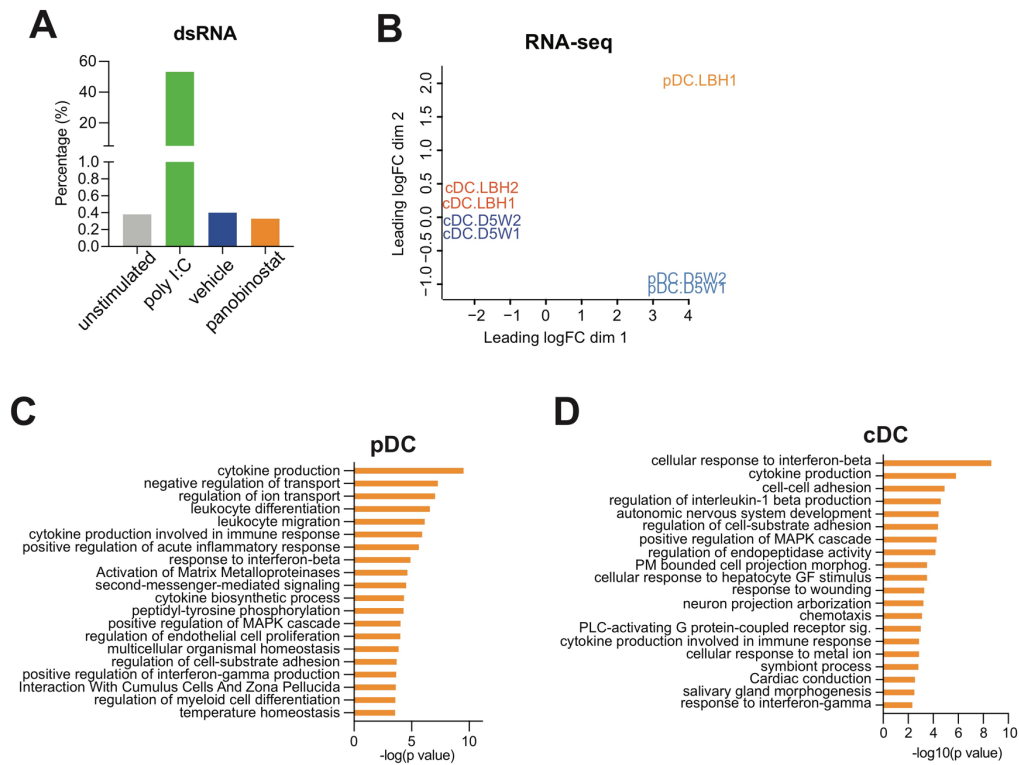 A
dsRNA
Percentage (%)
60
40
20
1.0
0.8
0.6
0.4
0.2
0.0
unstimulated
poly I:C
vehicle
panobinostat
B
RNA-seq
Leading logFC dim 2
2.0
1.5
1.0
0.5
0.0
−0.5
−1.0
pDC.LBH1
cDC.LBH2
cDC.LBH1
cDC.D5W2
cDC.D5W1
pDC.D5W2
pDC.D5W1
−2 −1 0 1 2 3 4
Leading logFC dim 1
C
pDC
cytokine production
negative regulation of transport
regulation of ion transport
leukocyte differentiation
leukocyte migration
cytokine production involved in immune response
positive regulation of acute inflammatory response
response to interferon-beta
Activation of Matrix Metalloproteinases
second-messenger-mediated signaling
cytokine biosynthetic process
peptidyl-tyrosine phosphorylation
positive regulation of MAPK cascade
regulation of endothelial cell proliferation
multicellular organismal homeostasis
regulation of cell-substrate adhesion
positive regulation of interferon-gamma production
Interaction With Cumulus Cells And Zona Pellucida
regulation of myeloid cell differentiation
temperature homeostasis
0 5 10
-log(p value)
D
cDC
cellular response to interferon-beta
cytokine production
cell-cell adhesion
regulation of interleukin-1 beta production
autonomic nervous system development
regulation of cell-substrate adhesion
positive regulation of MAPK cascade
regulation of endopeptidase activity
PM bounded cell projection morphog.
cellular response to hepatocyte GF stimulus
response to wounding
neuron projection arborization
chemotaxis
PLC-activating G protein-coupled receptor sig.
cytokine production involved in immune response
cellular response to metal ion
symbiont process
Cardiac conduction
salivary gland morphogenesis
response to interferon-gamma
0 2 4 6 8 10
-log10(p value)